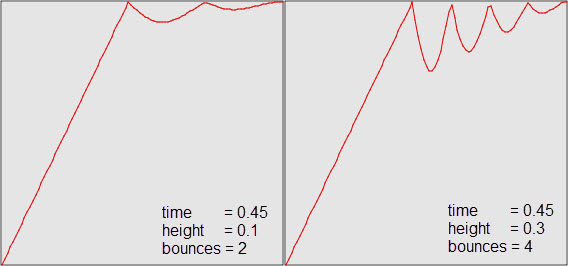 time = 0.45
height = 0.1
bounces = 2
time = 0.45
height = 0.3
bounces = 4